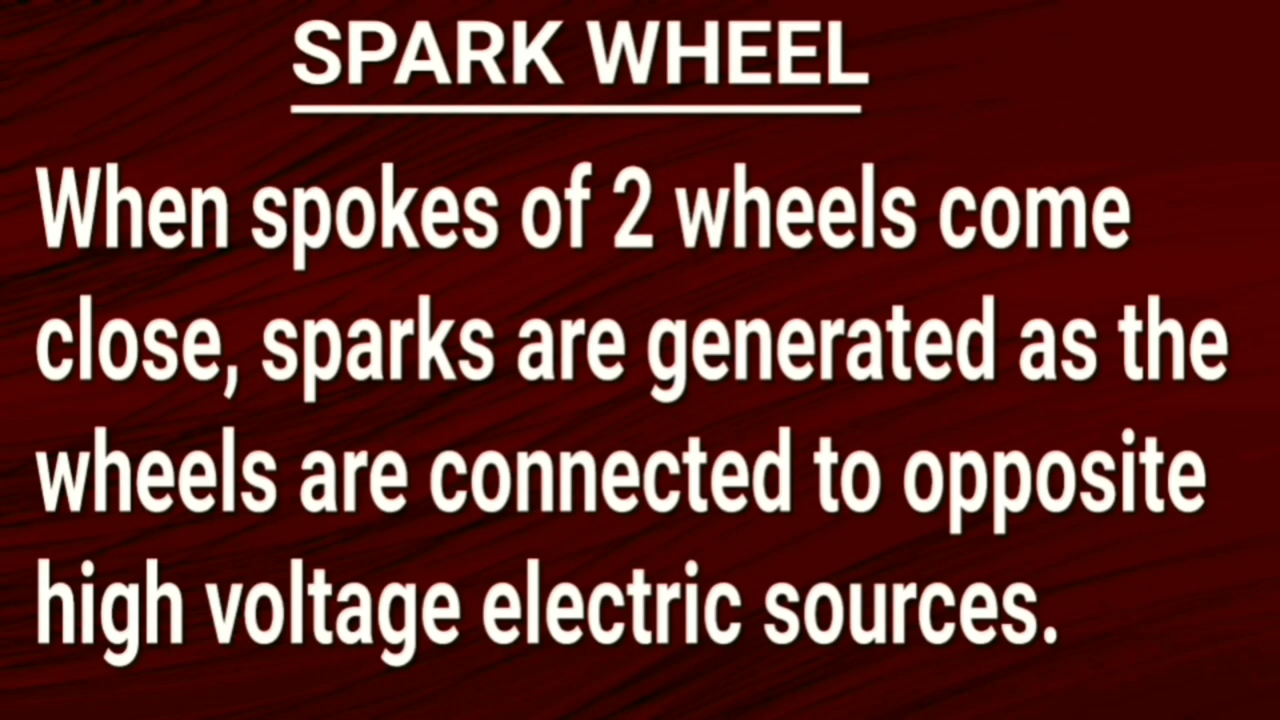 SPARK WHEEL
When spokes of 2 wheels come
close, sparks are generated as the
wheels are connected to opposite
high voltage electric sources.